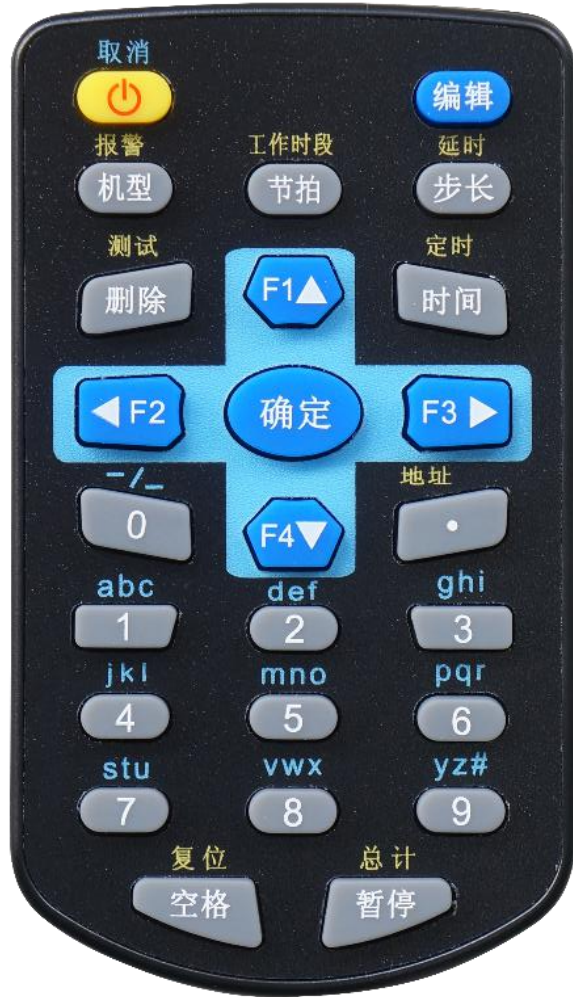 取消
编辑
报警 工作时段 延时
机型 节拍 步长
测试 定时
删除 F1▲ 时间
◀F2 确定 F3▶
-/_ 地址
0 F4▼ .
abc def ghi
1 2 3
jkl mno pqr
4 5 6
stu vwx yz#
7 8 9
复位 总计
空格 暂停